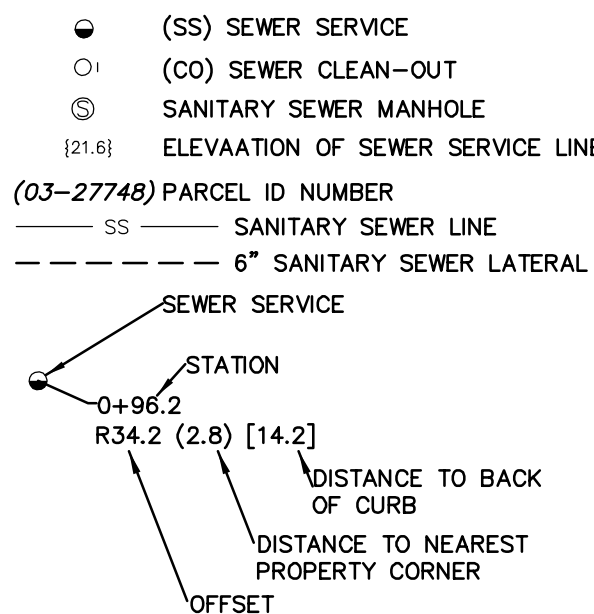 (SS) SEWER SERVICE
(CO) SEWER CLEAN-OUT
S SANITARY SEWER MANHOLE
{21.6} ELEVAATION OF SEWER SERVICE LINE
(03-27748) PARCEL ID NUMBER
SS SANITARY SEWER LINE
6" SANITARY SEWER LATERAL
SEWER SERVICE
STATION
0+96.2
R34.2 (2.8) [14.2]
DISTANCE TO BACK
OF CURB
DISTANCE TO NEAREST
PROPERTY CORNER
OFFSET